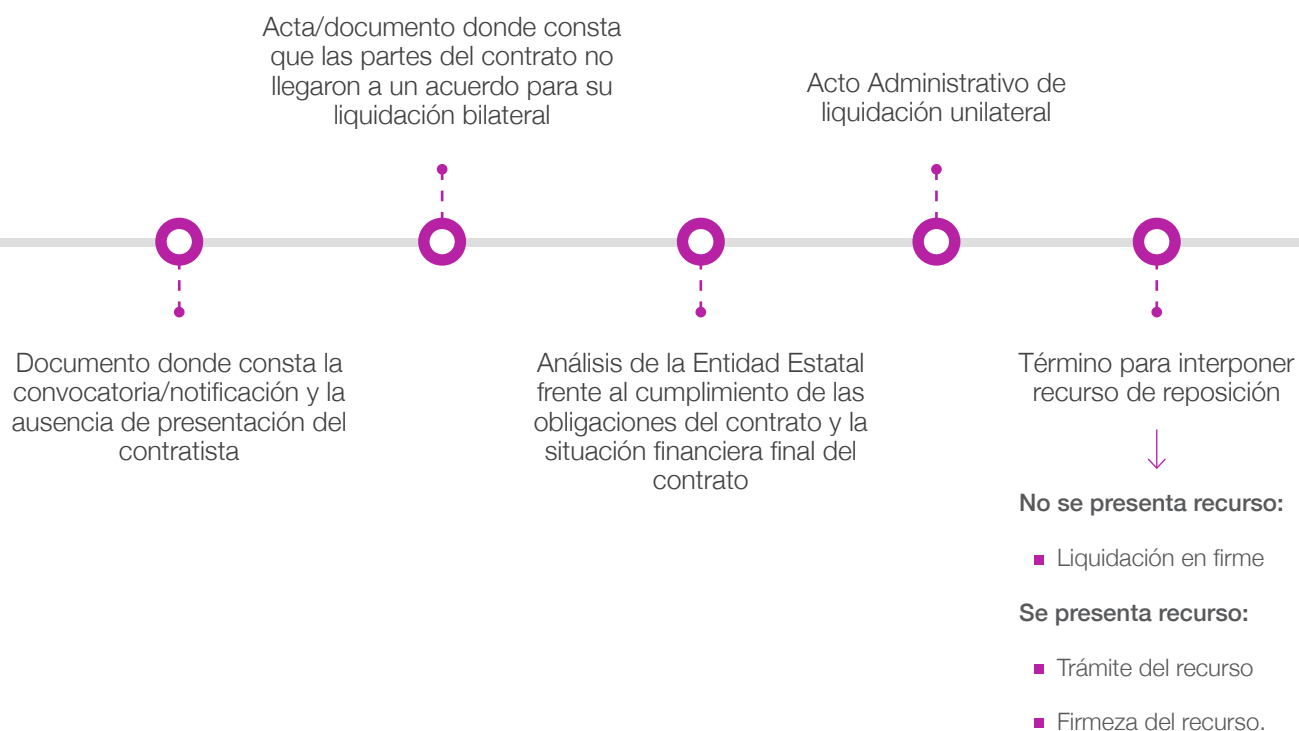 Acta/documento donde consta
que las partes del contrato no
llegaron a un acuerdo para su
liquidación bilateral
Acto Administrativo de
liquidación unilateral
Documento donde consta la
convocatoria/notificación y la
ausencia de presentación del
contratista
Análisis de la Entidad Estatal
frente al cumplimiento de las
obligaciones del contrato y la
situación financiera final del
contrato
Término para interponer
recurso de reposición
No se presenta recurso:
Liquidación en firme
Se presenta recurso:
Trámite del recurso
Firmeza del recurso.